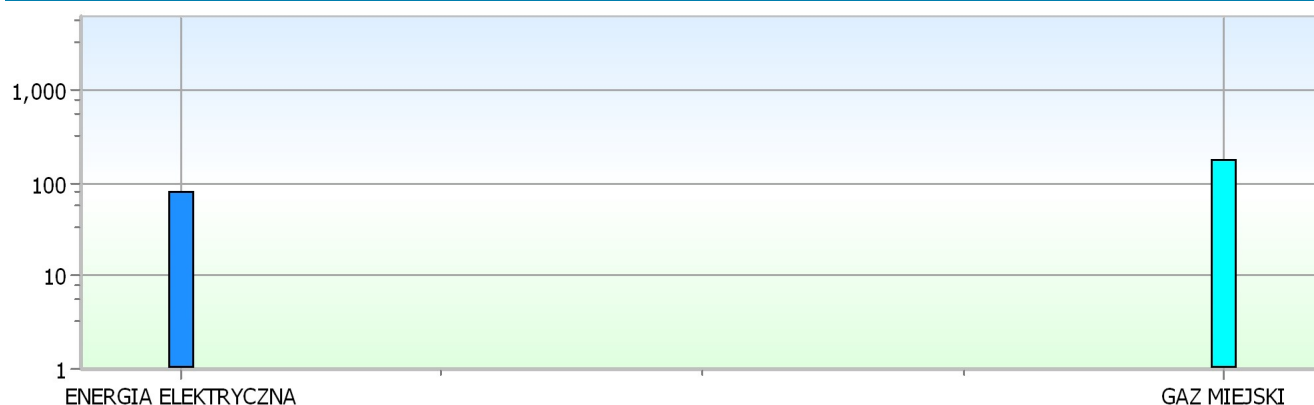 1,000
100
10
1
ENERGIA ELEKTRYCZNA
GAZ MIEJSKI